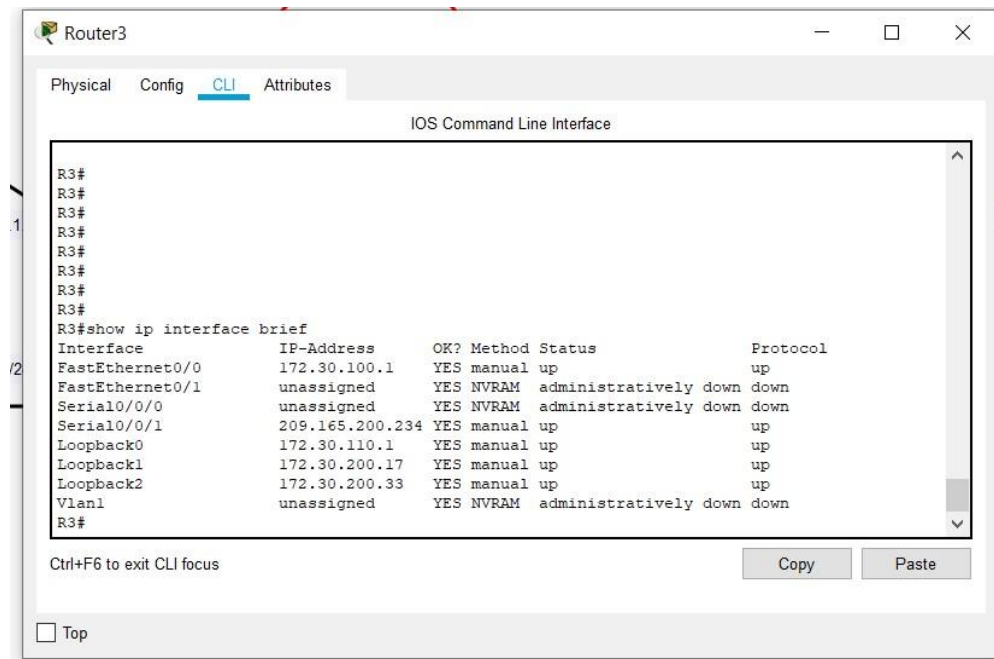 Router3
Physical Config CLI Attributes
IOS Command Line Interface
R3#
R3#
R3#
R3#
R3#
R3#
R3#
R3#
R3#show ip interface brief
Interface IP-Address OK? Method Status Protocol
FastEthernet0/0 172.30.100.1 YES manual up up
FastEthernet0/1 unassigned YES NVRAM administratively down down
Serial0/0/0 unassigned YES NVRAM administratively down down
Serial0/0/1 209.165.200.234 YES manual up up
Loopback0 172.30.110.1 YES manual up up
Loopback1 172.30.200.17 YES manual up up
Loopback2 172.30.200.33 YES manual up up
Vlan1 unassigned YES NVRAM administratively down down
R3#
Ctrl+F6 to exit CLI focus
Copy Paste
Top
.1
/2